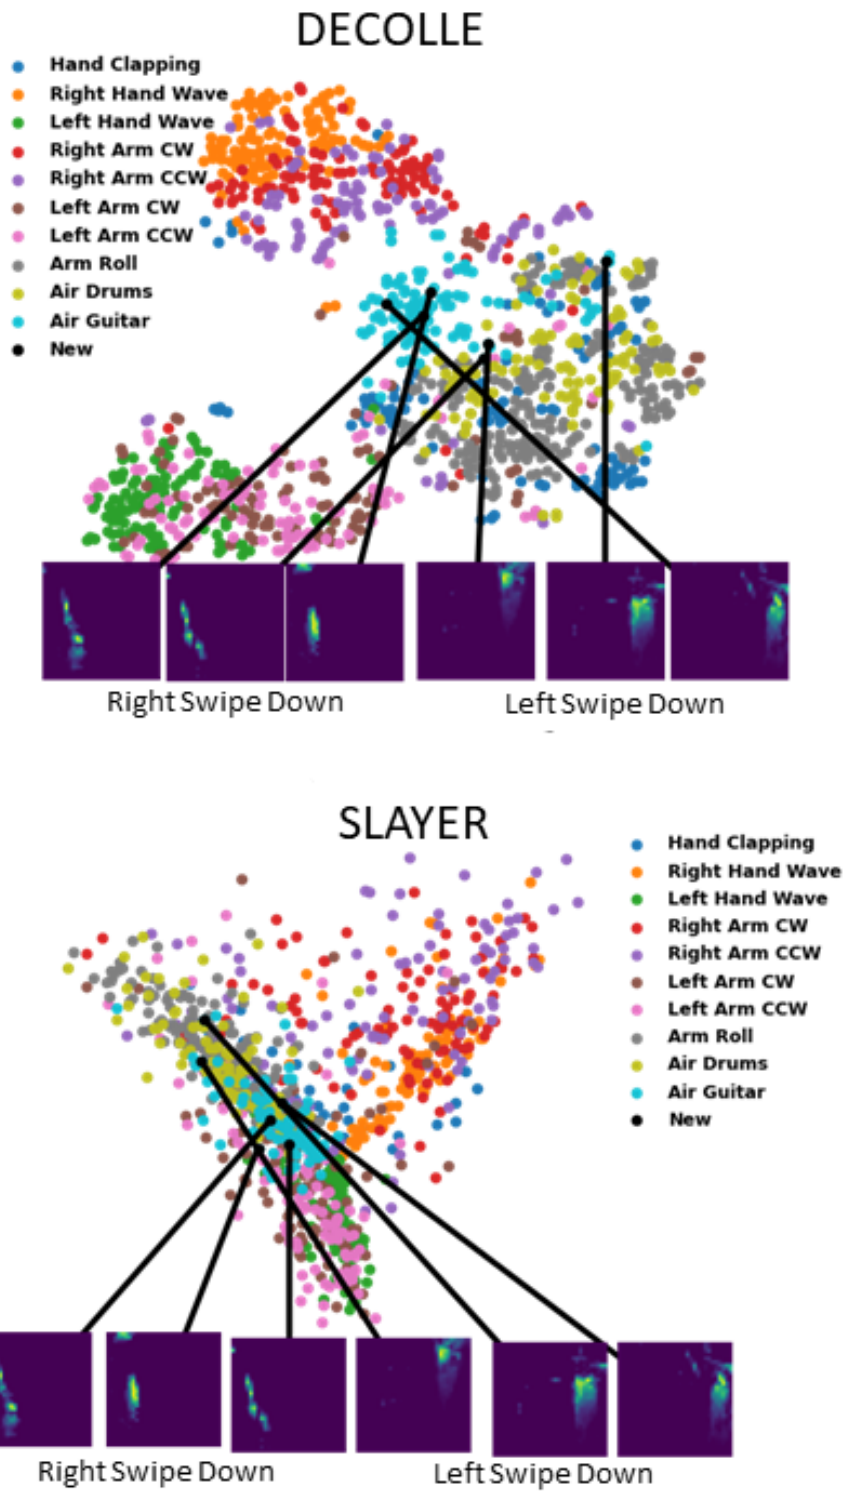 DECOLLE
Hand Clapping
Right Hand Wave
Left Hand Wave
Right Arm CW
Right Arm CCW
Left Arm CW
Left Arm CCW
Arm Roll
Air Drums
Air Guitar
New
Right Swipe Down
Left Swipe Down
SLAYER
Hand Clapping
Right Hand Wave
Left Hand Wave
Right Arm CW
Right Arm CCW
Left Arm CW
Left Arm CCW
Arm Roll
Air Drums
Air Guitar
New
Right Swipe Down
Left Swipe Down